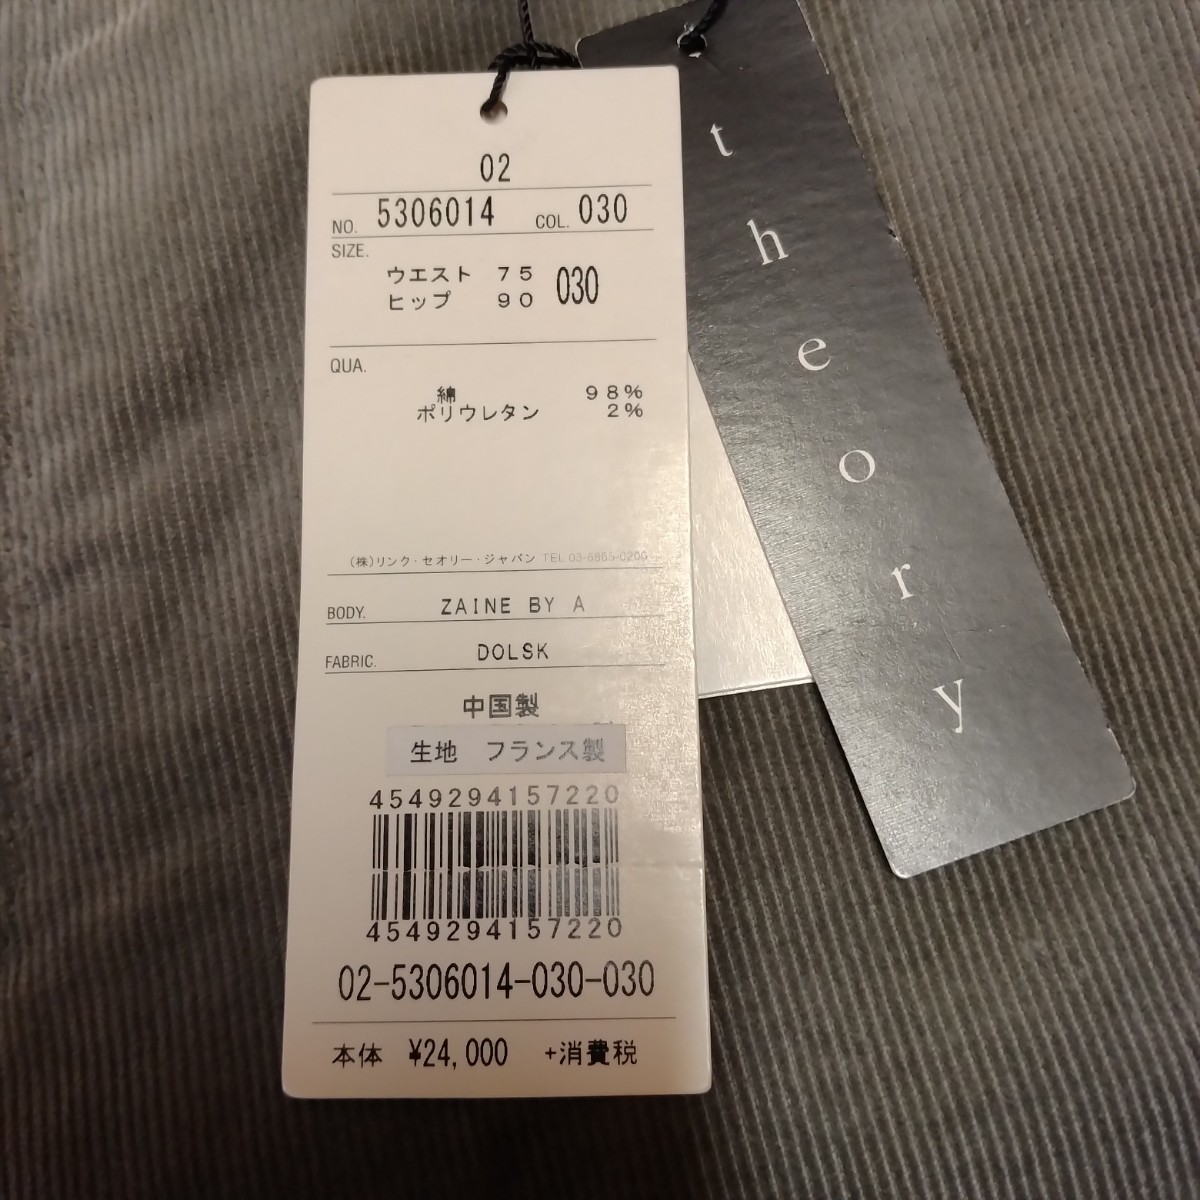 02
NO. 5306014 COL. 030
SIZE.
ウエスト 75 030
ヒップ 90
QUA.
綿 98%
ポリウレタン 2%
(株)リンク・セオリー・ジャパン TEL 03-6865-0206
BODY. ZAINE BY A
FABRIC. DOLSK
中国製
生地 フランス製
4549294157220
4549294157220
02-5306014-030-030
本体 ¥24,000 +消費税
theory